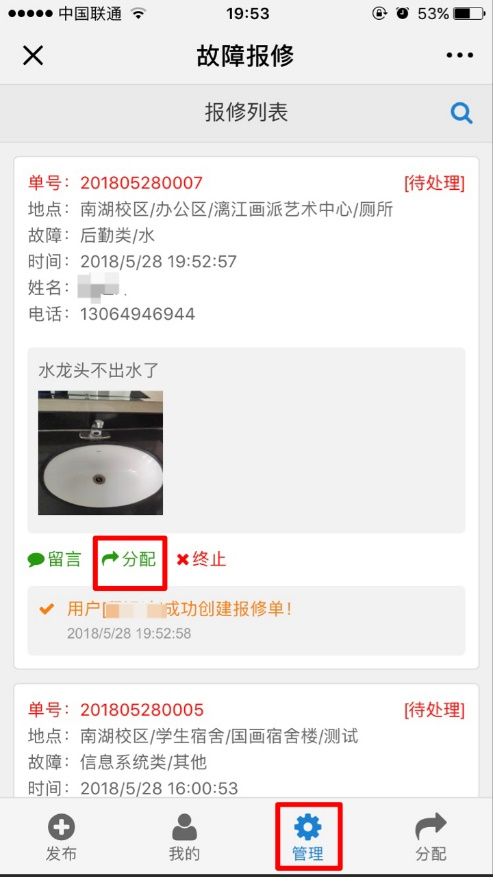 中国联通 19:53 53%
故障报修
报修列表
单号：201805280007 [待处理]
地点：南湖校区/办公区/漓江画派艺术中心/厕所
故障：后勤类/水
时间：2018/5/28 19:52:57
姓名：
电话：13064946944
水龙头不出水了
留言 分配 终止
用户[ 成功创建报修单！
2018/5/28 19:52:58
单号：201805280005 [待处理]
地点：南湖校区/学生宿舍/国画宿舍楼/测试
故障：信息系统类/其他
时间：2018/5/28 16:00:53
发布 我的 管理 分配